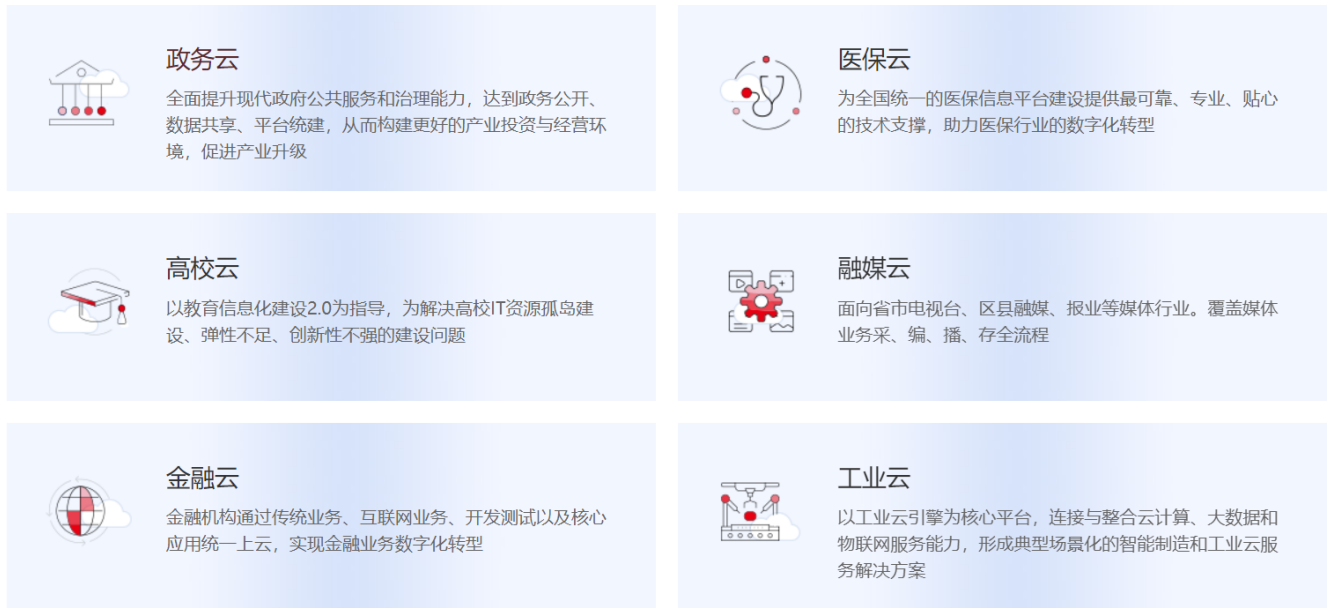 政务云
全面提升现代政府公共服务和治理能力，达到政务公开、
数据共享、平台统建，从而构建更好的产业投资与经营环
境，促进产业升级
医保云
为全国统一的医保信息平台建设提供最可靠、专业、贴心
的技术支撑，助力医保行业的数字化转型
高校云
以教育信息化建设2.0为指导，为解决高校IT资源孤岛建
设、弹性不足、创新性不强的建设问题
融媒云
面向省市电视台、区县融媒、报业等媒体行业。覆盖媒体
业务采、编、播、存全流程
金融云
金融机构通过传统业务、互联网业务、开发测试以及核心
应用统一上云，实现金融业务数字化转型
工业云
以工业云引擎为核心平台，连接与整合云计算、大数据和
物联网服务能力，形成典型场景化的智能制造和工业云服
务解决方案